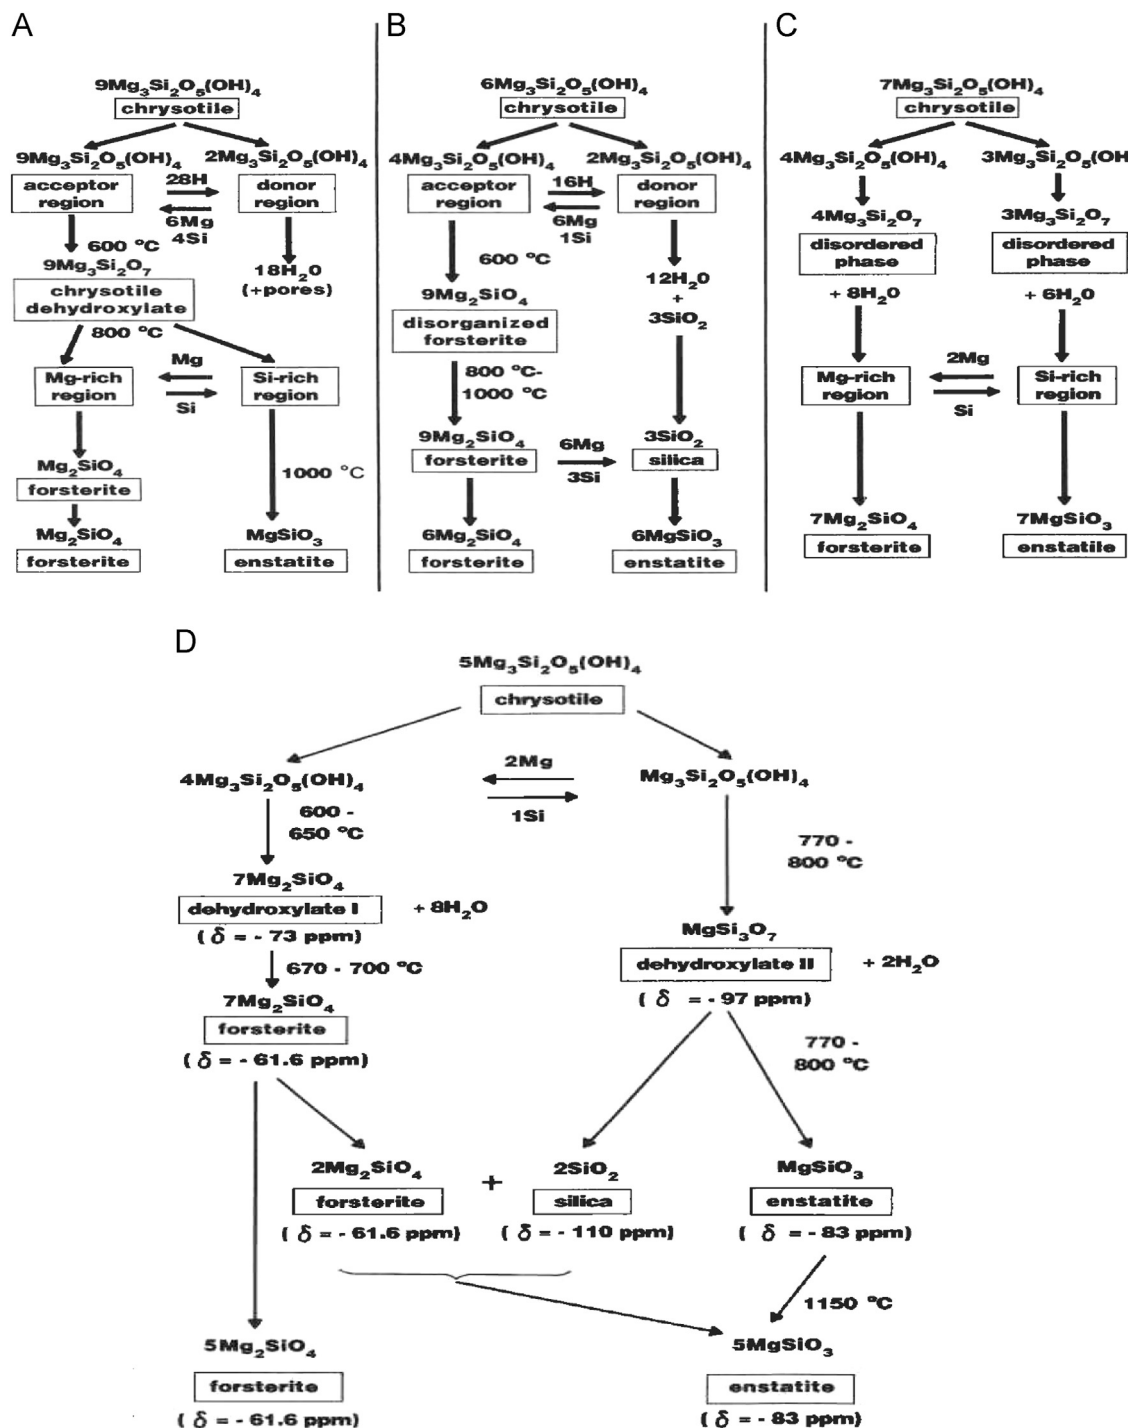 A
9Mg3Si2O5(OH)4
chrysotile
9Mg3Si2O5(OH)4
2Mg3Si2O5(OH)4
acceptor
region
28H
6Mg
4Si
donor
region
600 °C
9Mg3Si2O7
chrysotile
dehydroxylate
18H20
(+pores)
800 °C
Mg-rich
region
Mg
Si
Si-rich
region
Mg2SiO4
forsterite
1000 °C
Mg2SiO4
forsterite
MgSiO3
enstatite
B
6Mg3Si2O5(OH)4
chrysotile
4Mg3Si2O5(OH)4
2Mg3Si2O5(OH)4
acceptor
region
16H
6Mg
1Si
donor
region
600 °C
9Mg2SiO4
disorganized
forsterite
12H20
+
3SiO2
800 °C-
1000 °C
9Mg2SiO4
forsterite
6Mg
3Si
3SiO2
silica
6Mg2SiO4
forsterite
6MgSiO3
enstatite
C
7Mg3Si2O5(OH)4
chrysotile
4Mg3Si2O5(OH)4
3Mg3Si2O5(OH
4Mg3Si2O7
3Mg3Si2O7
disordered
phase
disordered
phase
+ 8H20
+ 6H20
Mg-rich
region
2Mg
Si
Si-rich
region
7Mg2SiO4
forsterite
7MgSiO3
enstatile
D
5Mg3Si2O5(OH)4
chrysotile
4Mg3Si2O5(OH)4
2Mg
1Si
Mg3Si2O5(OH)4
600 -
650 °C
770 -
800 °C
7Mg2SiO4
dehydroxylate I
+ 8H2O
(δ = - 73 ppm)
MgSi3O7
dehydroxylate II
+ 2H2O
(δ = - 97 ppm)
670 - 700 °C
7Mg2SiO4
forsterite
(δ = - 61.6 ppm)
770 -
800 °C
2Mg2SiO4
+
2SiO2
MgSiO3
forsterite
silica
enstatite
(δ = - 61.6 ppm)
(δ = - 110 ppm)
(δ = - 83 ppm)
1150 °C
5Mg2SiO4
forsterite
(δ = - 61.6 ppm)
5MgSiO3
enstatite
(δ = - 83 ppm)